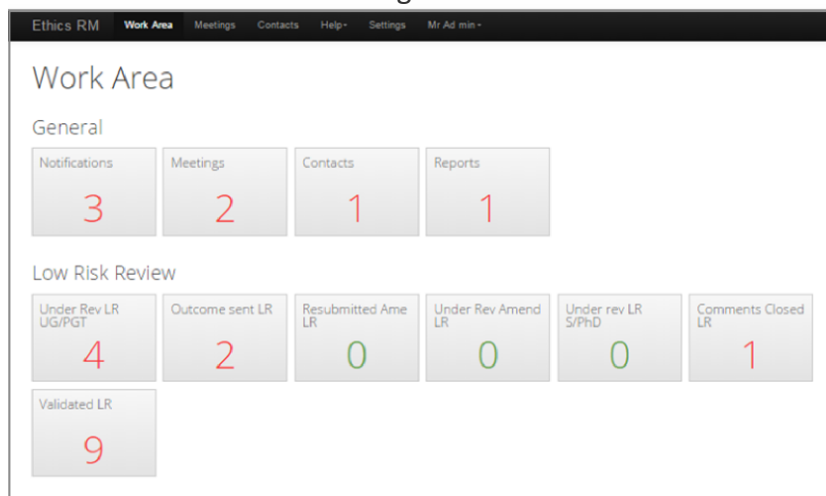 Ethics RM Work Area Meetings Contacts Help Settings Mr Ad min
Work Area
General
Notifications Meetings Contacts Reports
3 2 1 1
Low Risk Review
Under Rev LR Outcome sent LR Resubmitted Ame Under Rev Amend Under rev LR Comments Closed
UG/PGT LR LR S/PhD LR
4 2 0 0 0 1
Validated LR
9